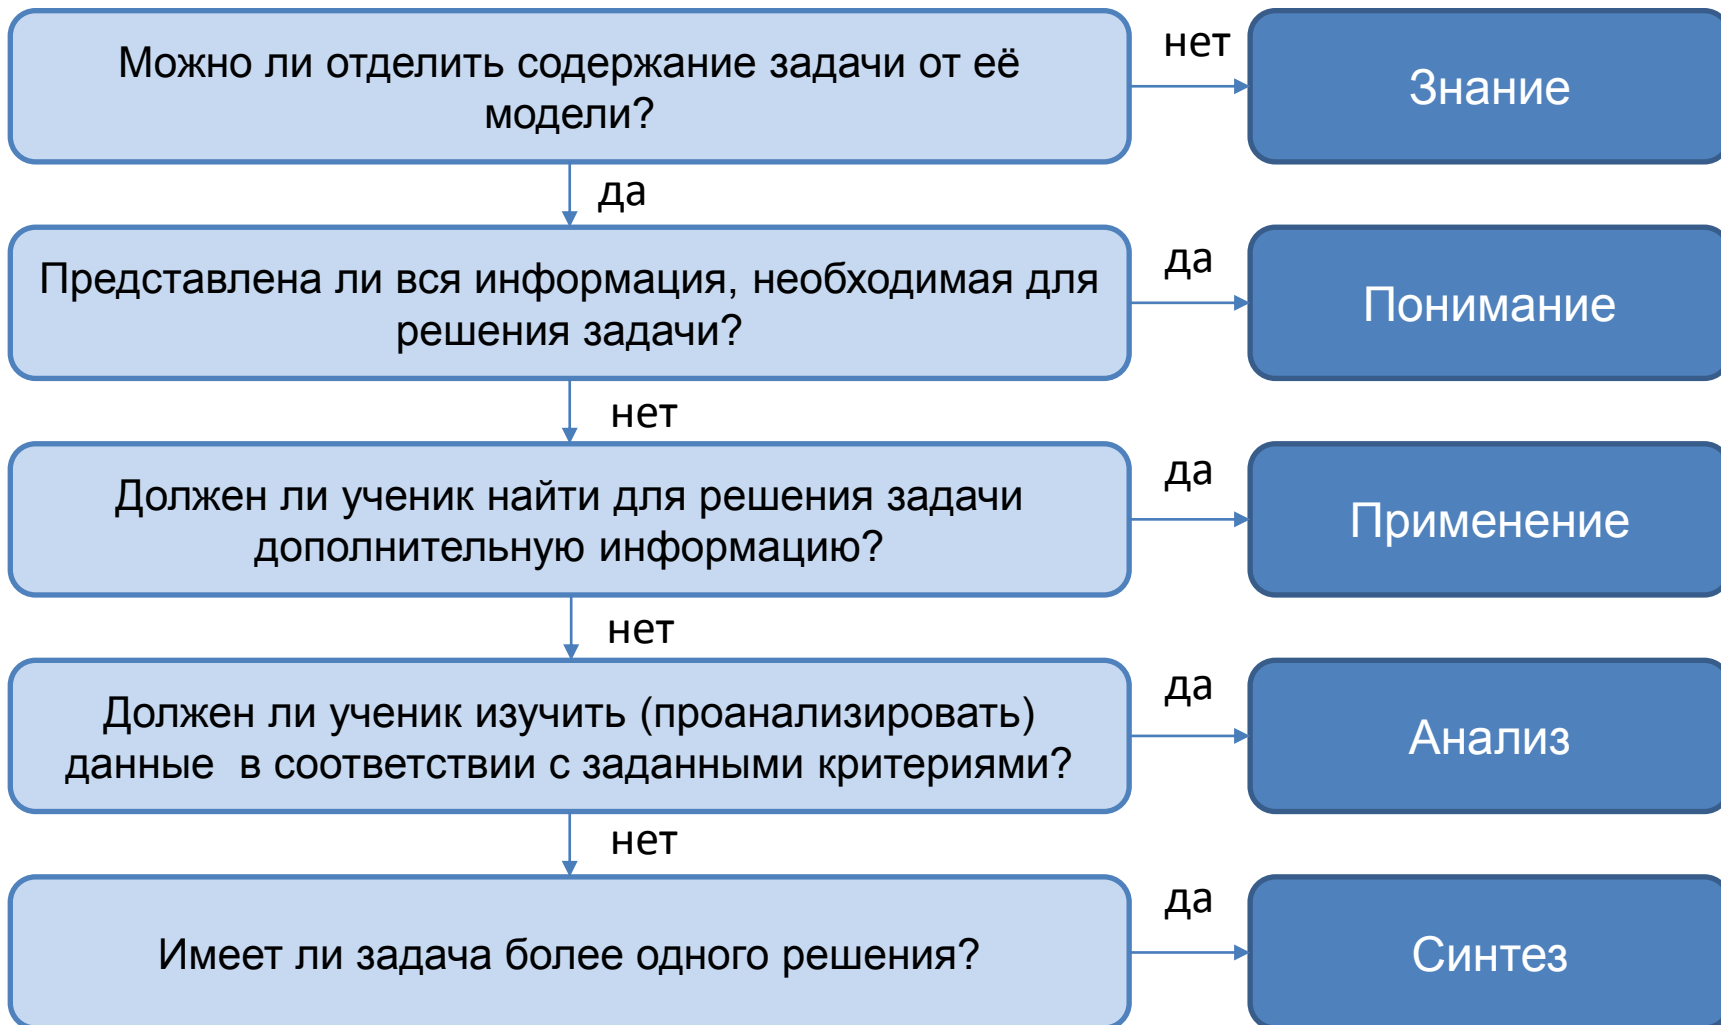 Можно ли отделить содержание задачи от её
модели?
нет
Знание
да
Представлена ли вся информация, необходимая для
решения задачи?
да
Понимание
нет
Должен ли ученик найти для решения задачи
дополнительную информацию?
да
Применение
нет
Должен ли ученик изучить (проанализировать)
данные  в соответствии с заданными критериями?
да
Анализ
нет
Имеет ли задача более одного решения?
да
Синтез